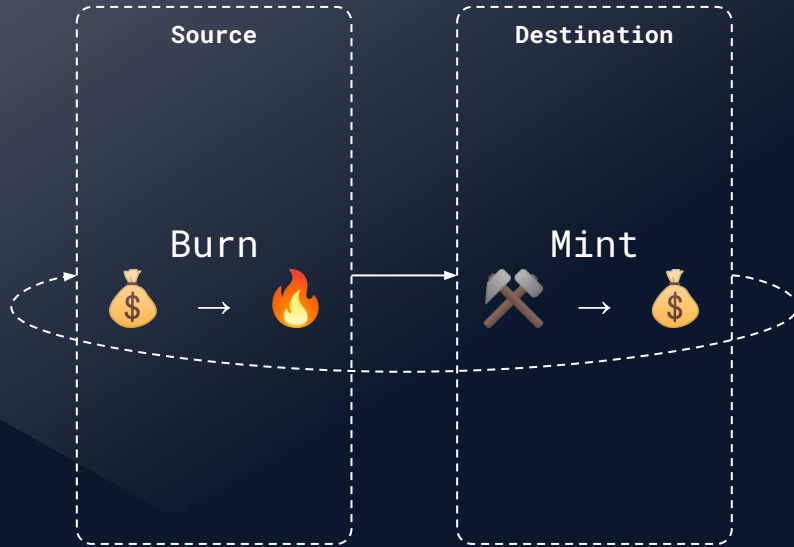 Source
Destination
Burn
Mint
$ → 🔥
→ $